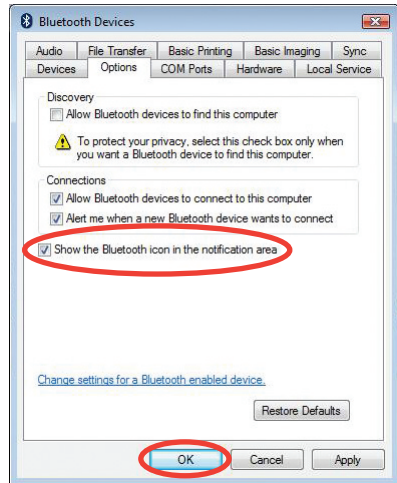 Bluetooth Devices
Audio File Transfer Basic Printing Basic Imaging Sync
Devices Options COM Ports Hardware Local Service
Discovery
Allow Bluetooth devices to find this computer
To protect your privacy, select this check box only when
you want a Bluetooth device to find this computer.
Connections
Allow Bluetooth devices to connect to this computer
Alert me when a new Bluetooth device wants to connect
Show the Bluetooth icon in the notification area
Change settings for a Bluetooth enabled device.
Restore Defaults
OK Cancel Apply